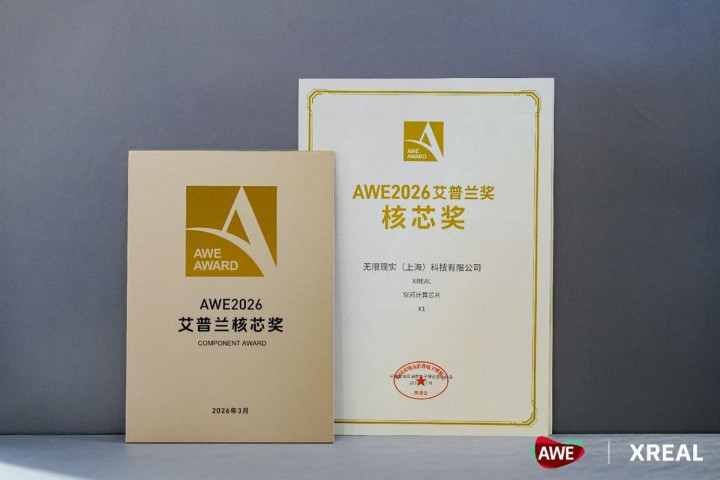 AWE
AWARD
AWE2026
艾普兰核芯奖
COMPONENT AWARD
2026年3月
AWE
AWARD
AWE2026艾普兰奖
核芯奖
无限现实（上海）科技有限公司
XREAL
空间计算芯片
X1
AWE
XREAL